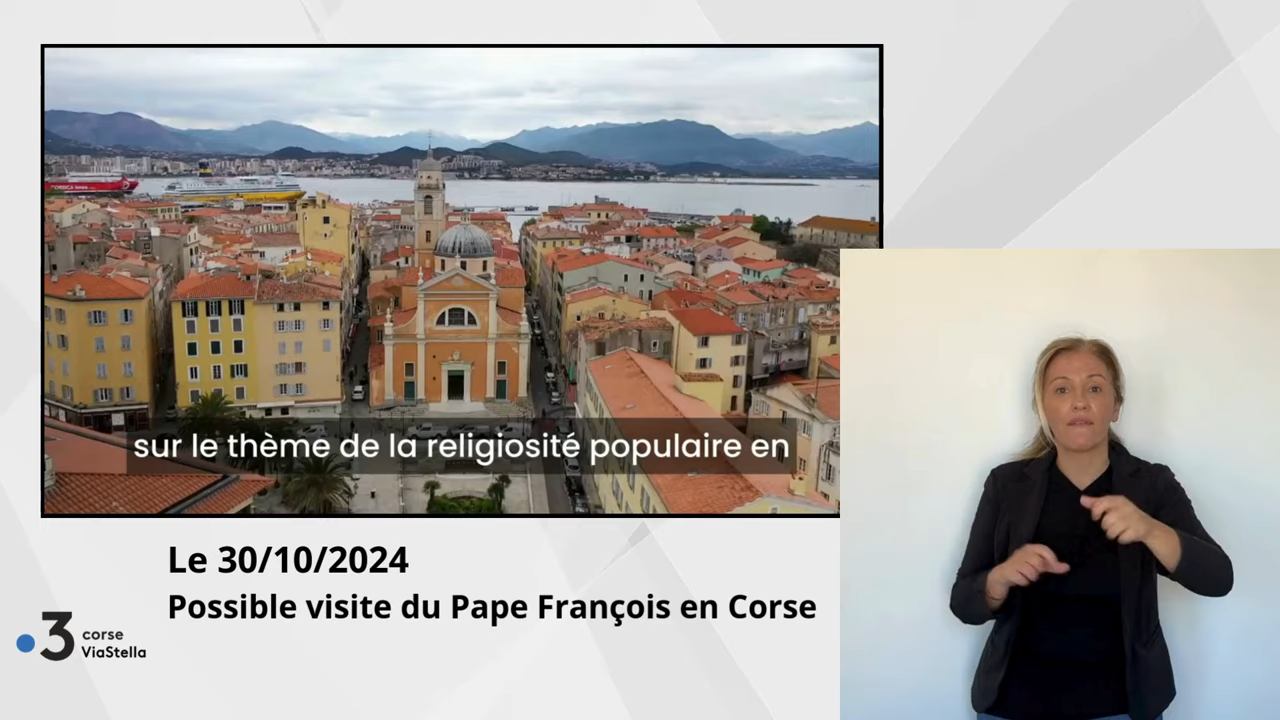 sur le thème de la religiosité populaire en
Le 30/10/2024
Possible visite du Pape François en Corse
3 corse
ViaStella